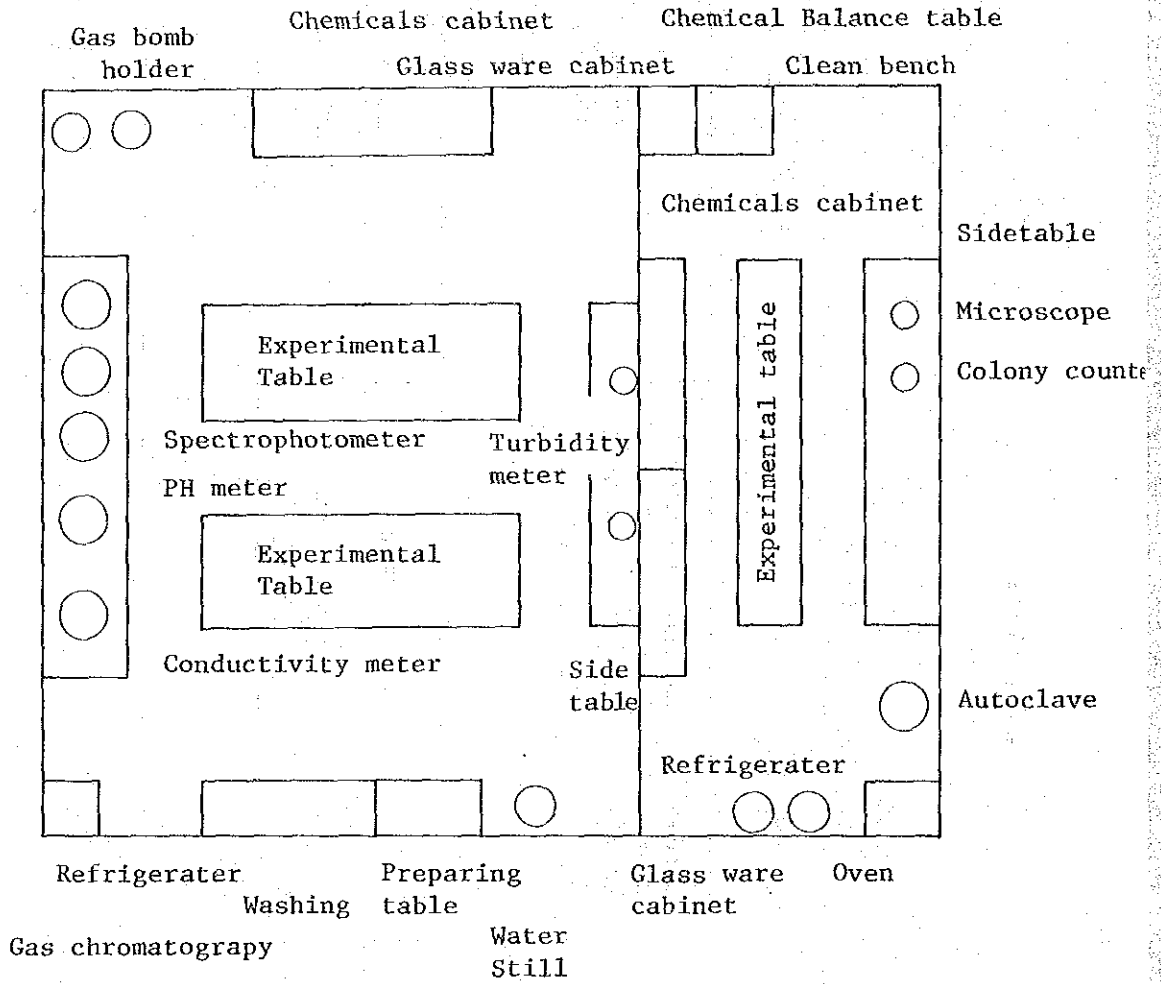 Chemicals cabinet
Chemical Balance table
Gas bomb
holder
Glass ware cabinet
Clean bench
Chemicals cabinet
Sidetable
Experimental
Table
Experimental table
Microscope
Colony counte
Spectrophotometer
Turbidity
meter
PH meter
Experimental
Table
Conductivity meter
Side
table
Autoclave
Refrigerater
Refrigerater
Washing
Preparing
table
Glass ware
cabinet
Oven
Gas chromatograpy
Water
Still